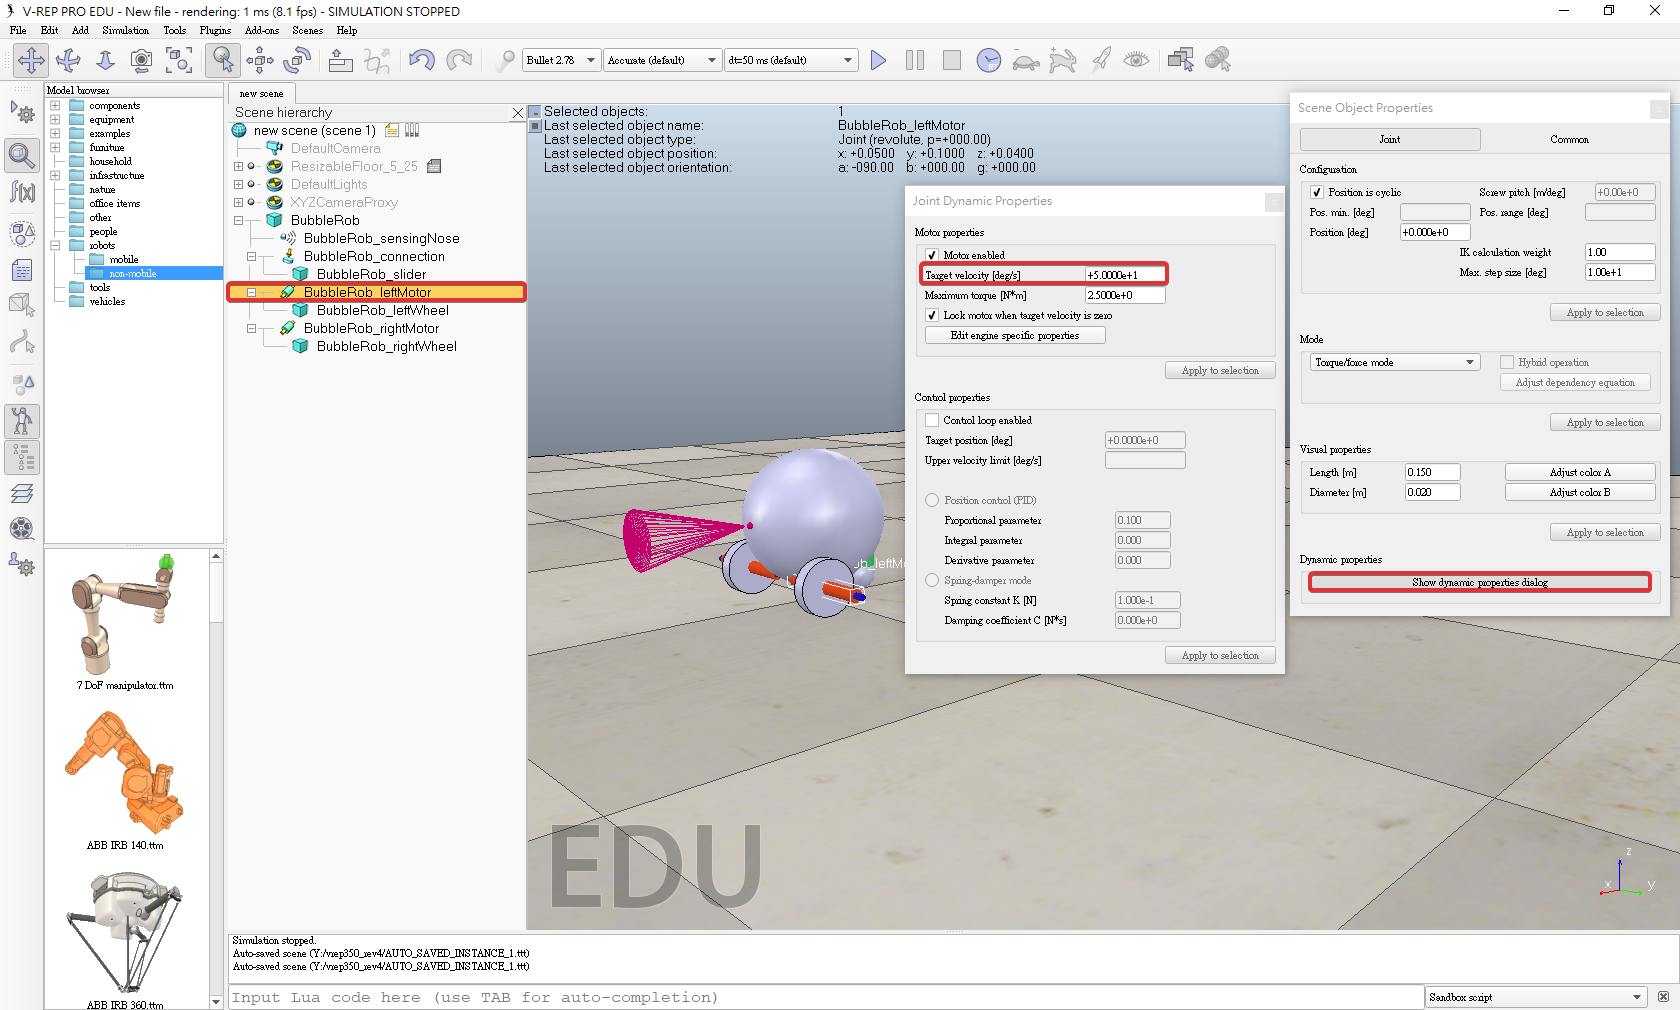 V-REP PRO EDU - New file - rendering: 1 ms (8.1 fps) - SIMULATION STOPPED
File Edit Add Simulation Tools Plugins Add-ons Scenes Help
Bullet 2.78 Accurate (default) dt=50 ms (default)
Model browser
components
equipment
examples
furniture
household
infrastructure
nature
office items
other
people
robots
mobile
non-mobile
tools
vehicles
7 DoF manipulator.ttm
ABB IRB 140.ttm
ABB IRB 360.ttm
new scene
Scene hierarchy
new scene (scene 1)
DefaultCamera
ResizableFloor_5_25
DefaultLights
XYZCameraProxy
BubbleRob
BubbleRob_sensingNose
BubbleRob_connection
BubbleRob_slider
BubbleRob_leftMotor
BubbleRob_leftWheel
BubbleRob_rightMotor
BubbleRob_rightWheel
Selected objects: 1
Last selected object name: BubbleRob_leftMotor
Last selected object type: Joint (revolute, p=+000.00)
Last selected object position: x: +0.0500 y: +0.1000 z: +0.0400
Last selected object orientation: a: -090.00 b: +000.00 g: +000.00
ub_leftMo
EDU
z
x
y
Joint Dynamic Properties
Motor properties
Motor enabled
Target velocity [deg/s] +5.0000e+1
Maximum torque [N*m] 2.5000e+0
Lock motor when target velocity is zero
Edit engine specific properties
Apply to selection
Control properties
Control loop enabled
Target position [deg] +0.0000e+0
Upper velocity limit [deg/s]
Position control (PID)
Proportional parameter 0.100
Integral parameter 0.000
Derivative parameter 0.000
Spring-damper mode
Spring constant K [N] 1.000e-1
Damping coefficient C [N*s] 0.000e+0
Apply to selection
Scene Object Properties
Joint Common
Configuration
Position is cyclic Screw pitch [m/deg] +0.00e+0
Pos. min. [deg] Pos. range [deg]
Position [deg] +0.000e+0
IK calculation weight 1.00
Max. step size [deg] 1.00e+1
Apply to selection
Mode
Torque/force mode Hybrid operation
Adjust dependency equation
Apply to selection
Visual properties
Length [m] 0.150 Adjust color A
Diameter [m] 0.020 Adjust color B
Apply to selection
Dynamic properties
Show dynamic properties dialog
Simulation stopped.
Auto-saved scene (Y:/vrep350_rev4/AUTO_SAVED_INSTANCE_1.ttt)
Auto-saved scene (Y:/vrep350_rev4/AUTO_SAVED_INSTANCE_1.ttt)
Input Lua code here (use TAB for auto-completion) Sandbox script